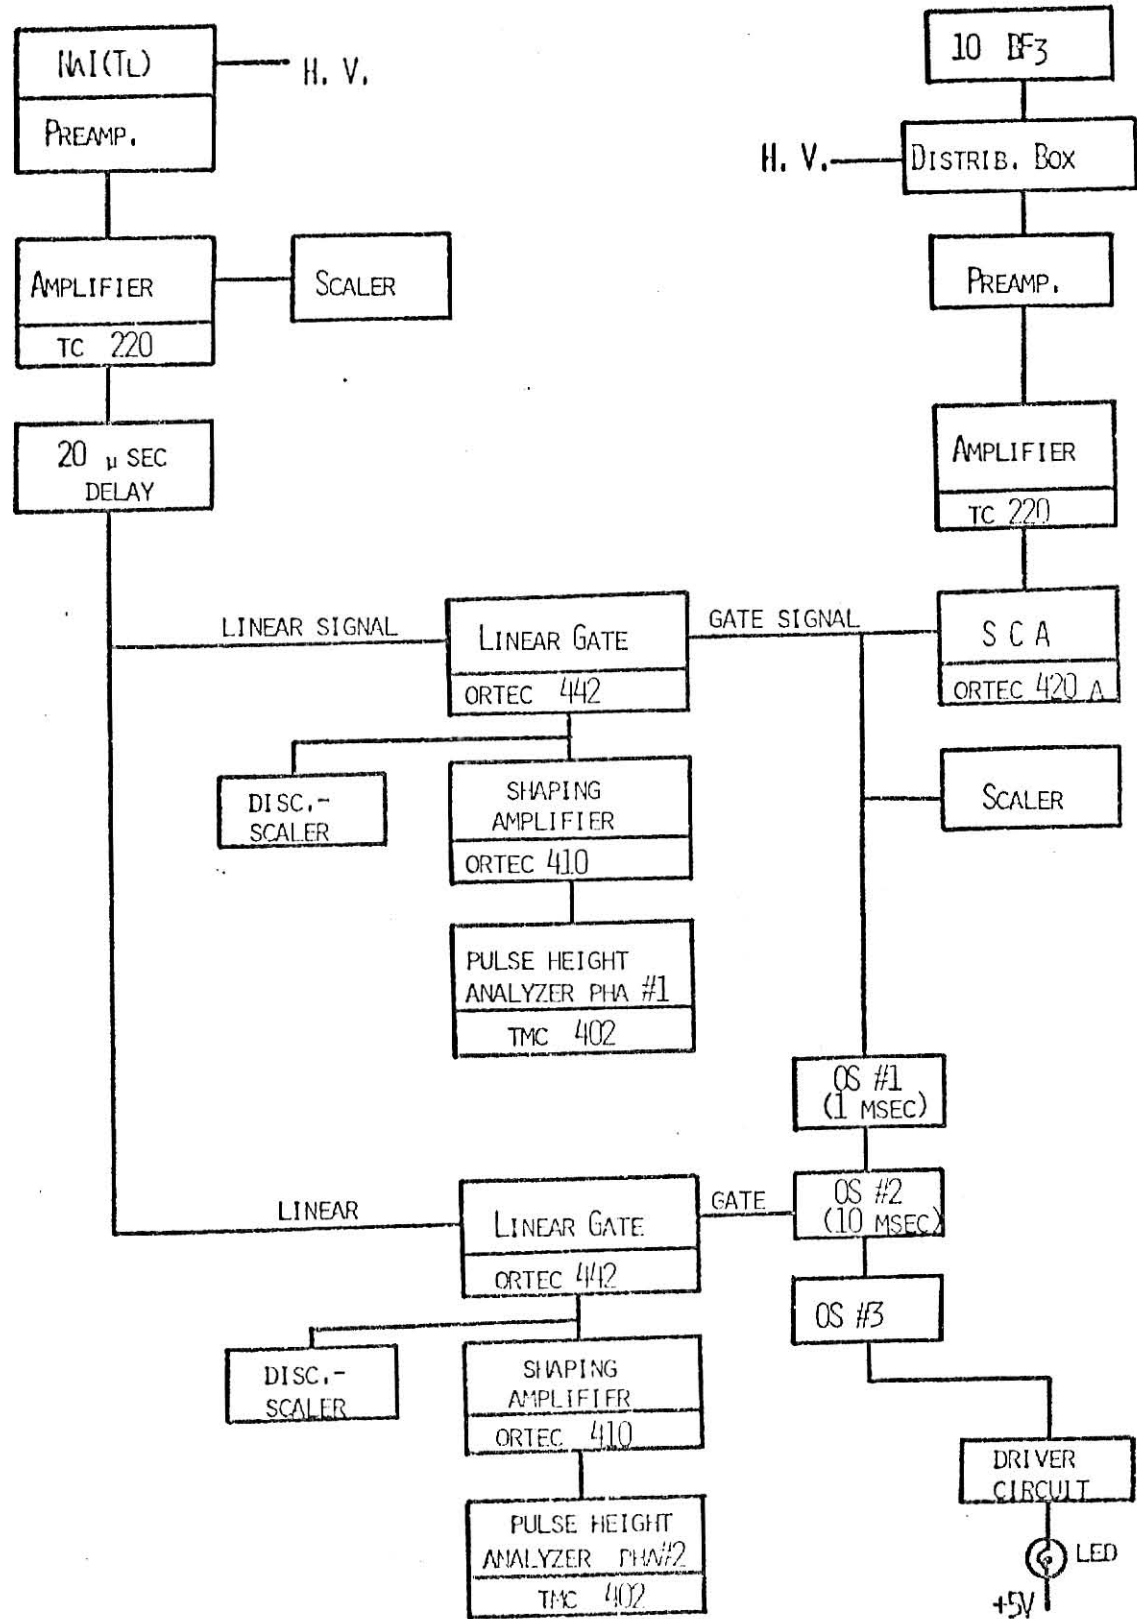 NAI(TL)
H. V.
PREAMP.
10 BF3
H. V.
DISTRIB. BOX
PREAMP.
AMPLIFIER
TC 220
SCALER
20 μ SEC
DELAY
AMPLIFIER
TC 220
LINEAR SIGNAL
LINEAR GATE
ORTEC 442
GATE SIGNAL
S C A
ORTEC 420 A
DISC.-
SCALER
SHAPING
AMPLIFIER
ORTEC 410
SCALER
PULSE HEIGHT
ANALYZER PHA #1
TMC 402
OS #1
(1 MSEC)
OS #2
(10 MSEC)
LINEAR
LINEAR GATE
ORTEC 442
GATE
OS #3
DISC.-
SCALER
SHAPING
AMPLIFIER
ORTEC 410
DRIVER
CIRCUIT
PULSE HEIGHT
ANALYZER PHA#2
TMC 402
LED
+5V